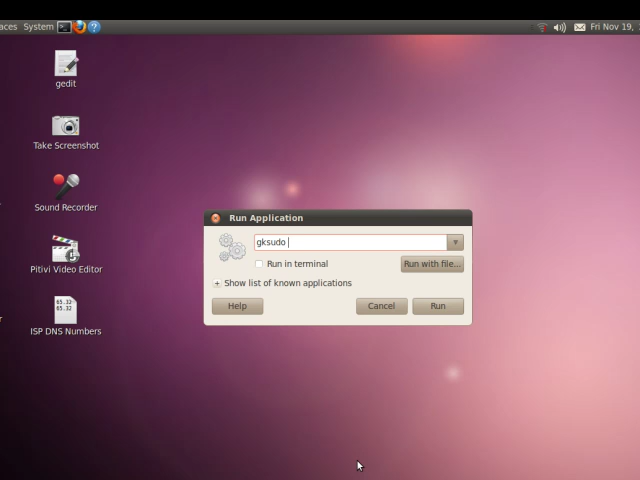 aces System
Fri Nov 19,
gedit
Take Screenshot
Sound Recorder
Pitivi Video Editor
65.32
65.32
ISP DNS Numbers
Run Application
gksudo
Run in terminal
Run with file...
Show list of known applications
Help
Cancel
Run